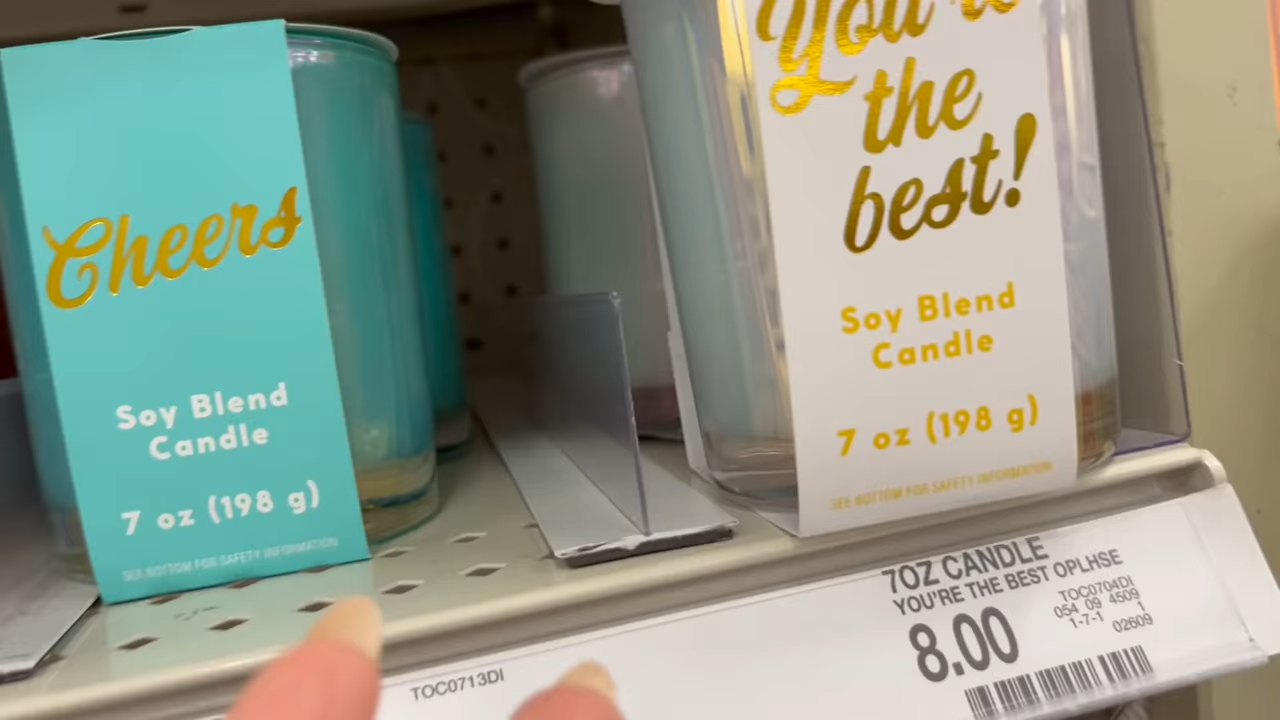 Cheers
Soy Blend
Candle
7 oz (198 g)
SEE BOTTOM FOR SAFETY INFORMATION
You're
the
best!
Soy Blend
Candle
7 oz (198 g)
SEE BOTTOM FOR SAFETY INFORMATION
7OZ CANDLE
YOU'RE THE BEST OPLHSE
8.00
TOC0704DI
054 09 4509
1-7-1 1
02609
TOC0713DI